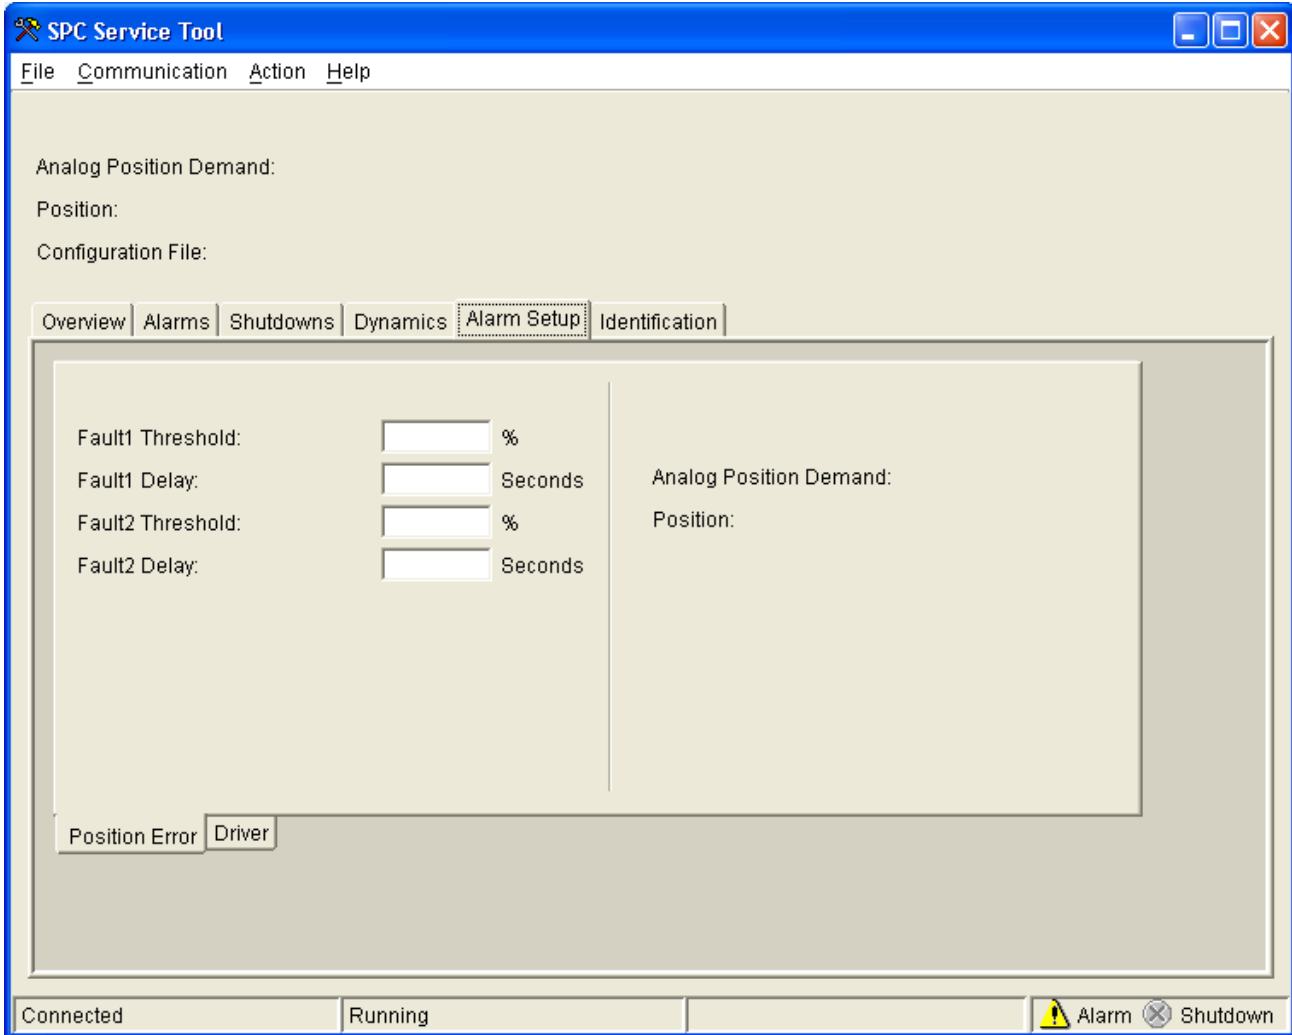 SPC Service Tool
File Communication Action Help
Analog Position Demand:
Position:
Configuration File:
Overview Alarms Shutdowns Dynamics Alarm Setup Identification
Fault1 Threshold: %
Fault1 Delay: Seconds
Fault2 Threshold: %
Fault2 Delay: Seconds
Analog Position Demand:
Position:
Position Error Driver
Connected Running Alarm Shutdown